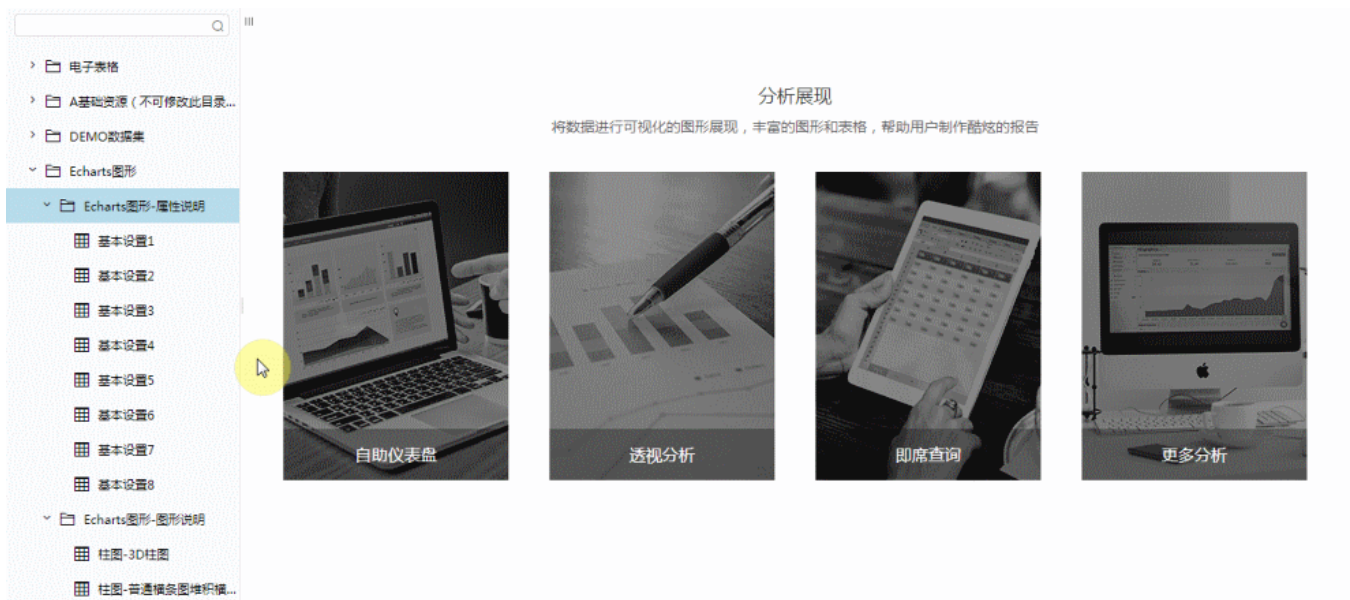 电子表格
A基础资源（不可修改此目录...
DEMO数据集
Echarts图形
Echarts图形-属性说明
基本设置1
基本设置2
基本设置3
基本设置4
基本设置5
基本设置6
基本设置7
基本设置8
Echarts图形-图形说明
柱图-3D柱图
柱图-普通横条图堆积横...
分析展现
将数据进行可视化的图形展现，丰富的图形和表格，帮助用户制作酷炫的报告
自助仪表盘
透视分析
即席查询
更多分析